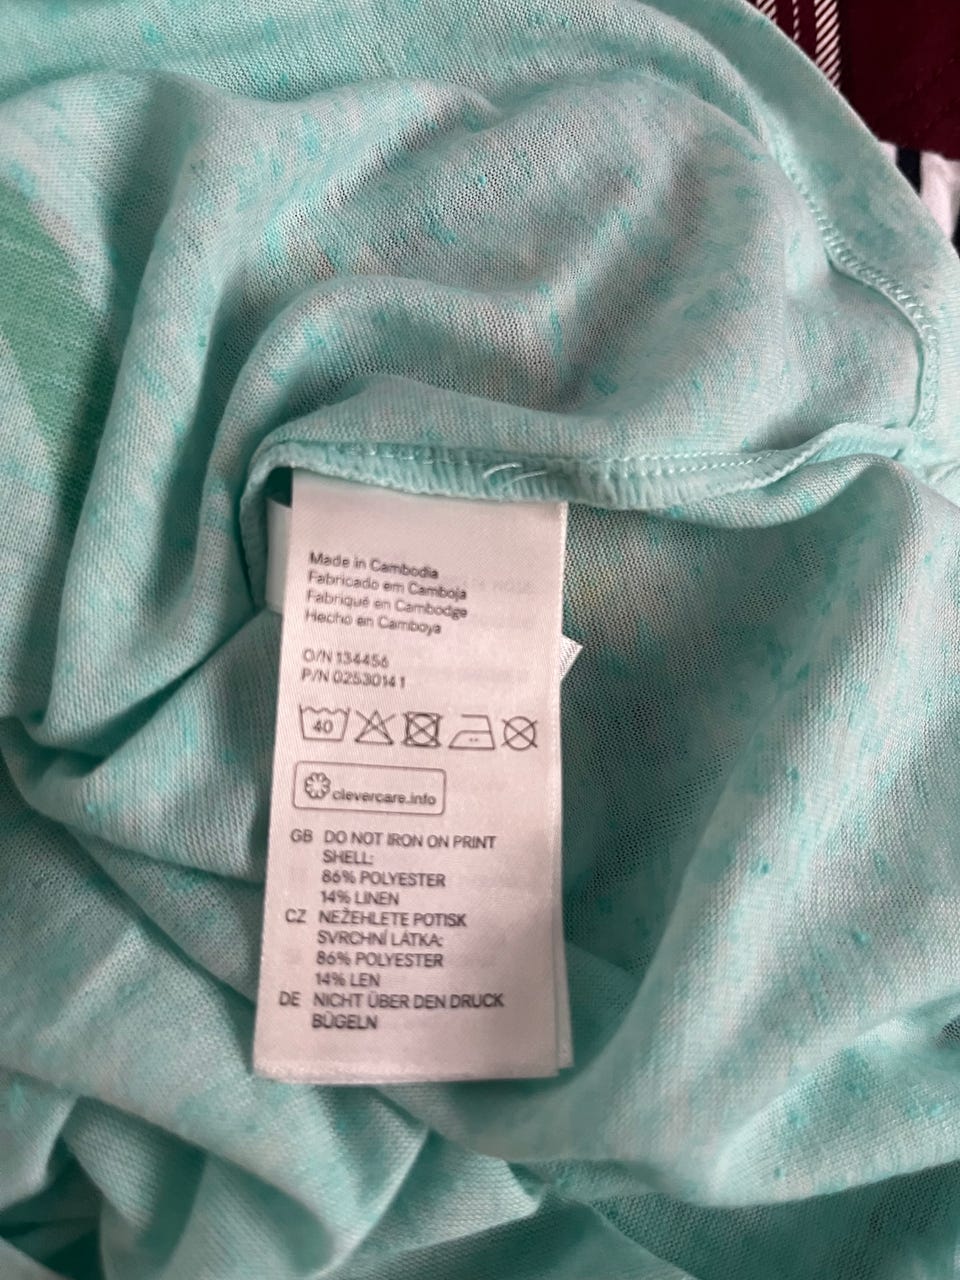 Made in Cambodia
Fabricado em Camboja
Fabriqué en Cambodge
Hecho en Camboya
O/N 134456
P/N 02530141
40
clevercare.info
GB DO NOT IRON ON PRINT
SHELL:
86% POLYESTER
14% LINEN
CZ NEŽEHLETE POTISK
SVRCHNÍ LÁTKA:
86% POLYESTER
14% LEN
DE NICHT ÜBER DEN DRUCK
BÜGELN